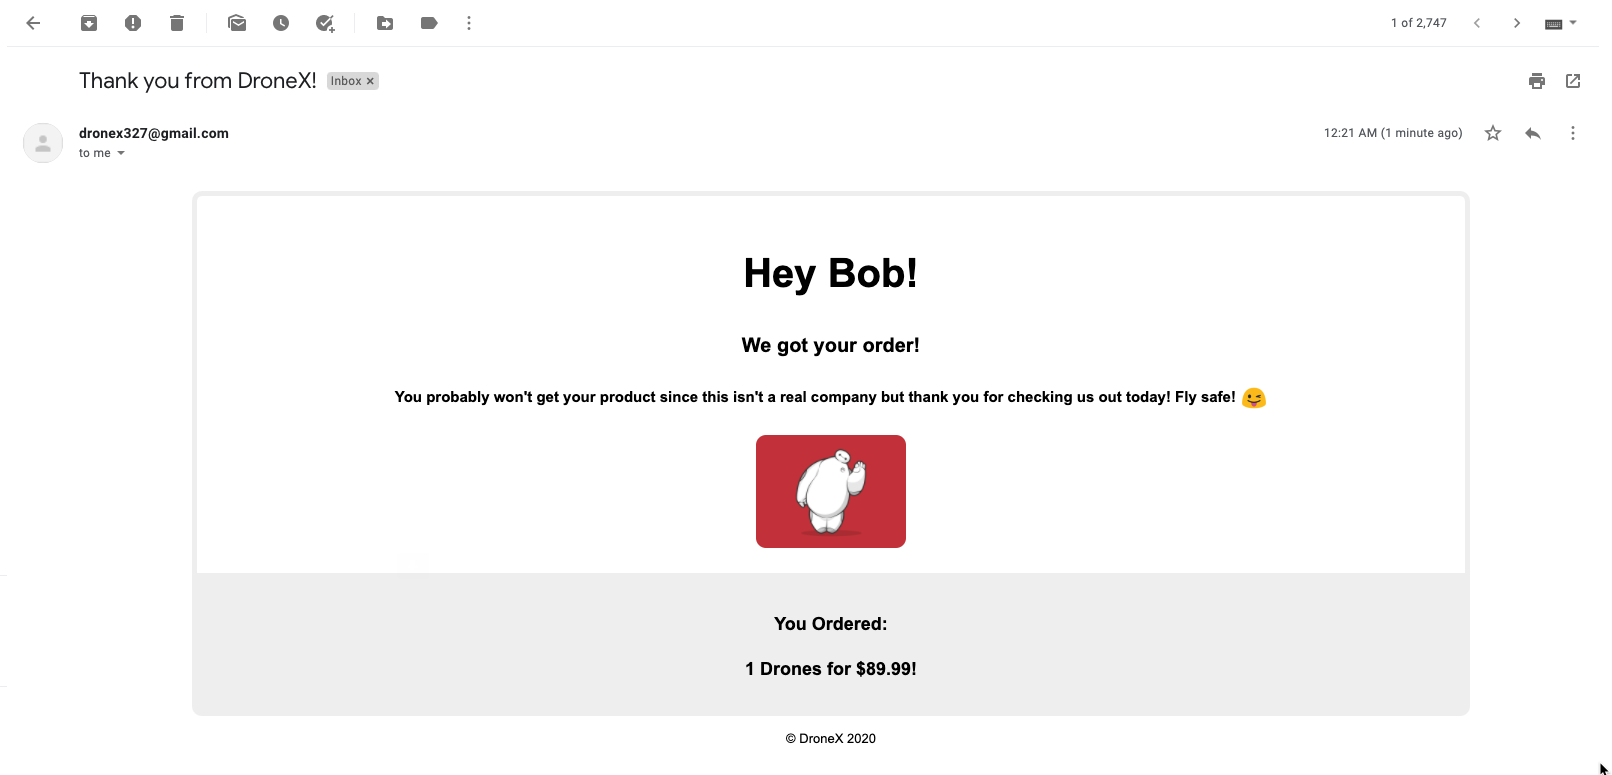 1 of 2,747
Thank you from DroneX!
Inbox x
dronex327@gmail.com
12:21 AM (1 minute ago)
to me
Hey Bob!
We got your order!
You probably won't get your product since this isn't a real company but thank you for checking us out today! Fly safe! 😜
You Ordered:
1 Drones for $89.99!
© DroneX 2020